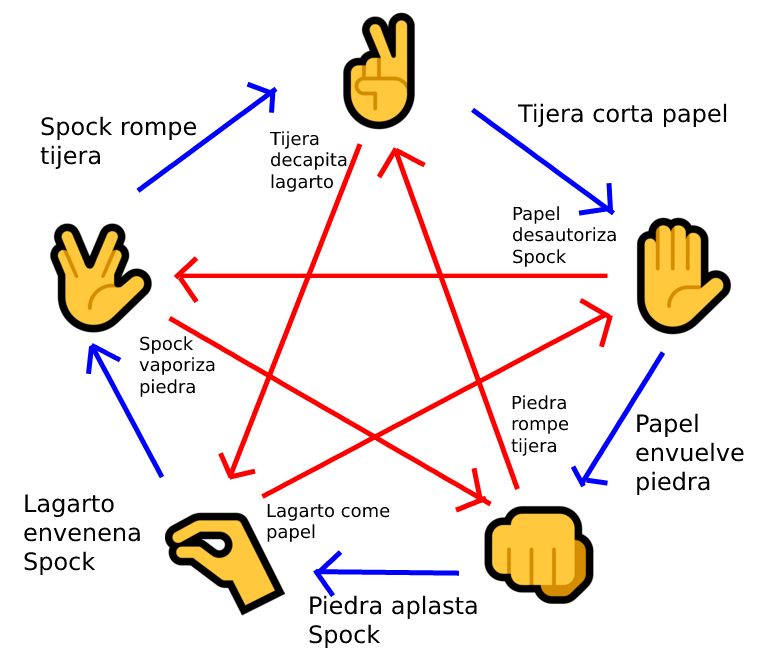 Spock rompe
tijera
Tijera
decapita
lagarto
Tijera corta papel
Papel
desautoriza
Spock
Spock
vaporiza
piedra
Piedra
rompe
tijera
Papel
envuelve
piedra
Lagarto
envenena
Spock
Lagarto come
papel
Piedra aplasta
Spock